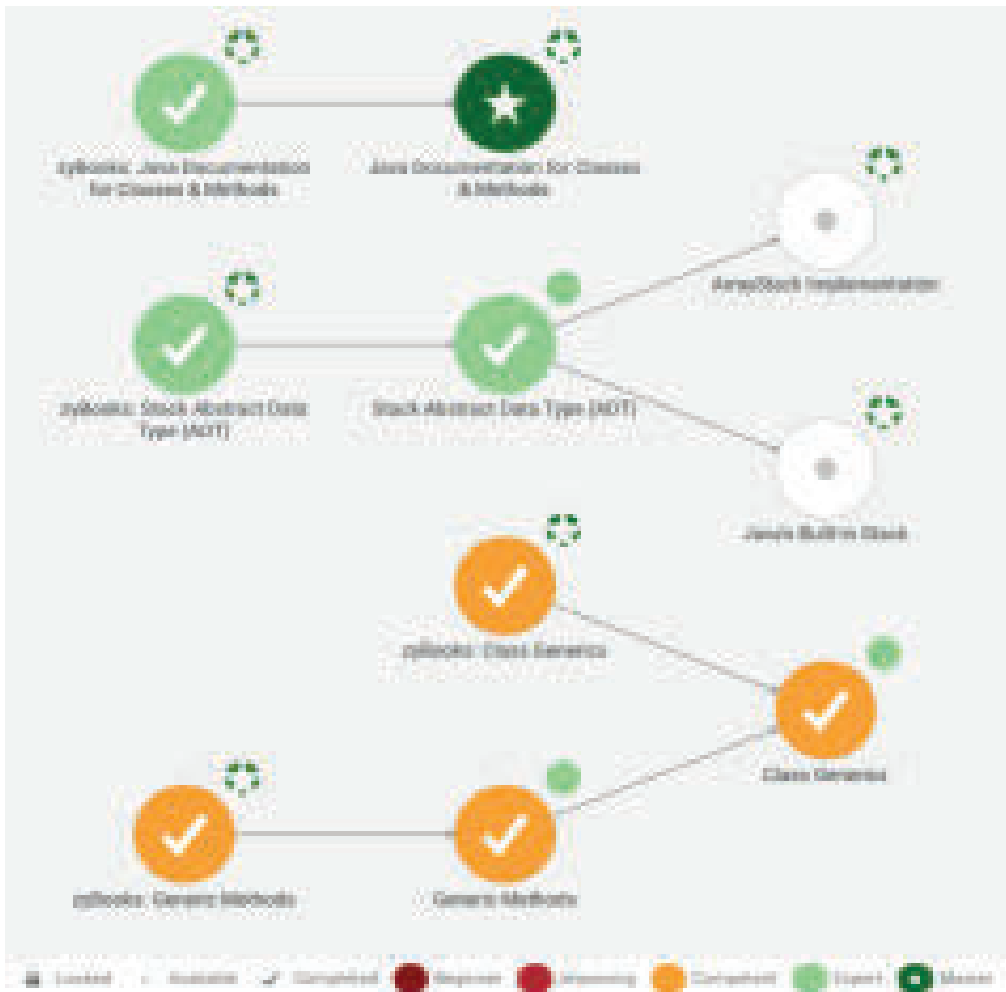 zyBooks: Java Documentation
for Classes & Methods
Java Documentation for Classes
& Methods
ArrayStack Implementation
zyBooks: Stack Abstract Data
Type (ADT)
Stack Abstract Data Type (ADT)
Java's Built-in Stack
zyBooks: Class Generics
Class Generics
zyBooks: Generic Methods
Generic Methods
Locked Available Completed Beginner Improving Competent Expert Master